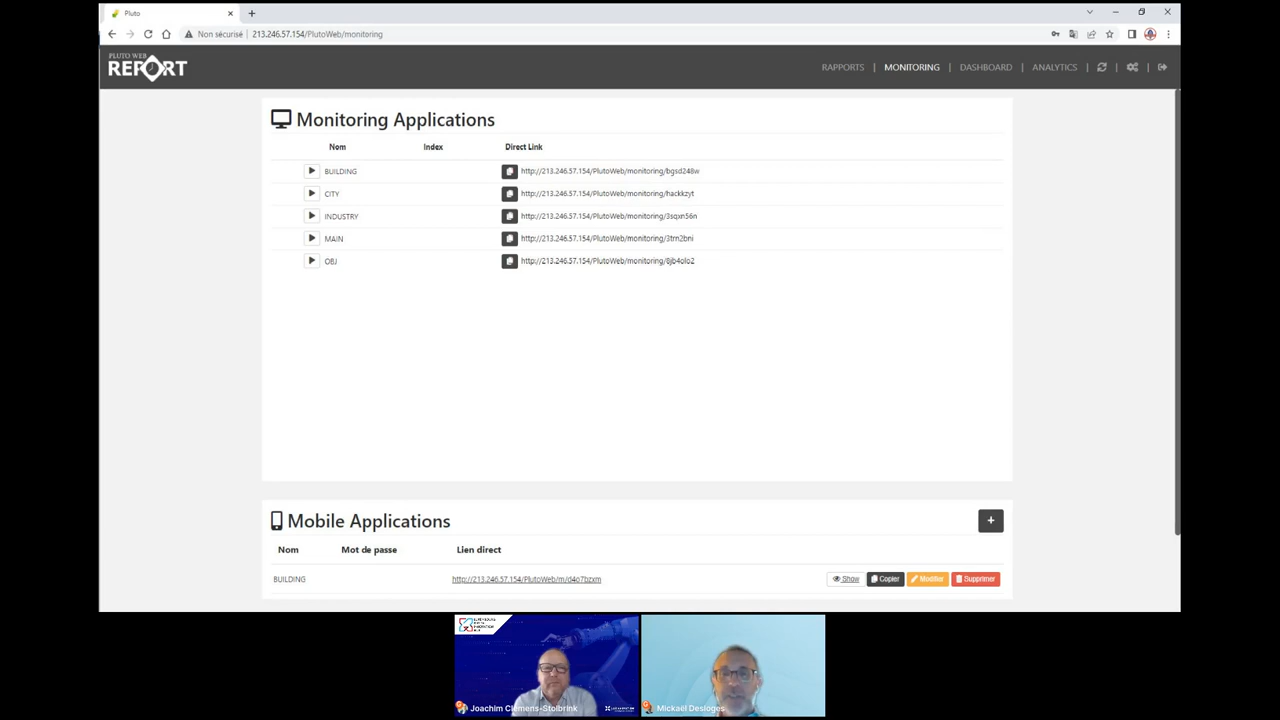 Pluto
Non sécurisé 213.246.57.154/PlutoWeb/monitoring
PLUTO WEB
REPORT
RAPPORTS | MONITORING | DASHBOARD | ANALYTICS
Monitoring Applications
Nom Index Direct Link
BUILDING http://213.246.57.154/PlutoWeb/monitoring/bgsd248w
CITY http://213.246.57.154/PlutoWeb/monitoring/hackkzyt
INDUSTRY http://213.246.57.154/PlutoWeb/monitoring/3sqxn56n
MAIN http://213.246.57.154/PlutoWeb/monitoring/3trn2bni
OBJ http://213.246.57.154/PlutoWeb/monitoring/8jb4olo2
Mobile Applications
Nom Mot de passe Lien direct
BUILDING http://213.246.57.154/PlutoWeb/m/d4o7bzxm Show Copier Modifier Supprimer
Joachim Clemens-Stolbrink
Mickaël Desloges